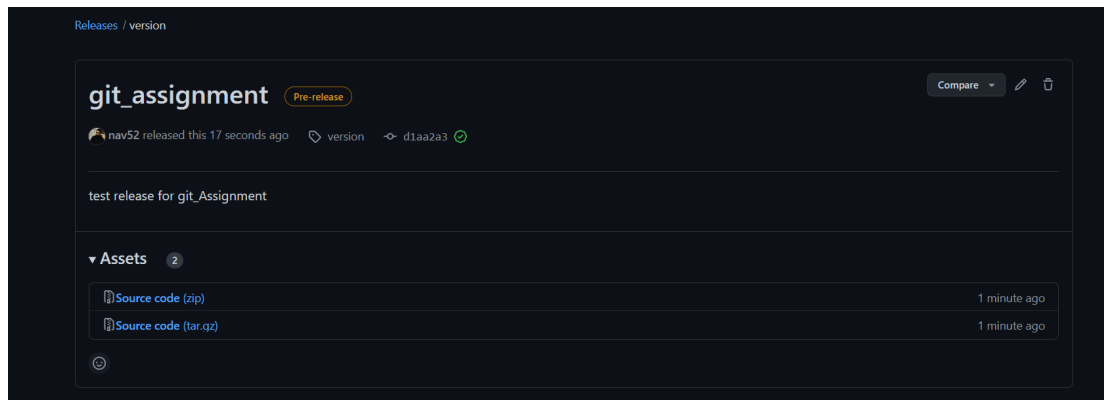 Releases / version
git_assignment Pre-release Compare
nav52 released this 17 seconds ago version d1aa2a3
test release for git_Assignment
Assets 2
Source code (zip) 1 minute ago
Source code (tar.gz) 1 minute ago